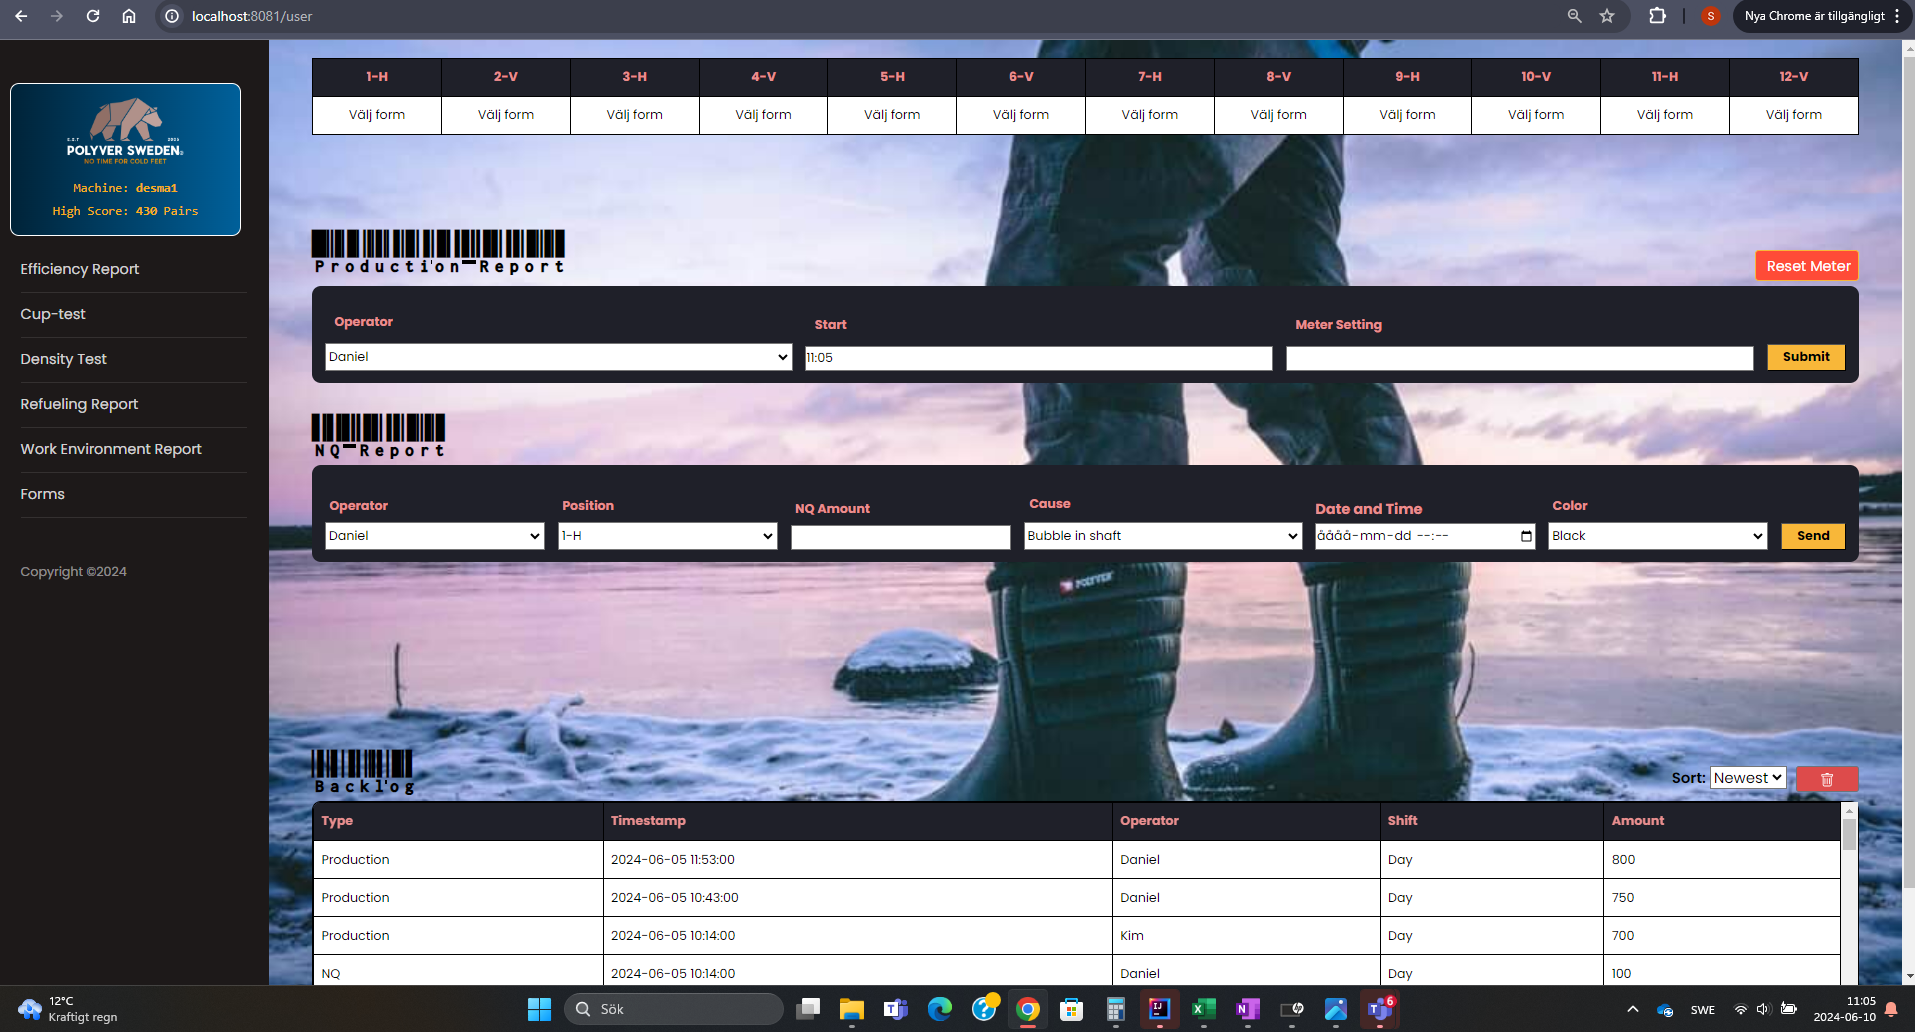 localhost:8081/user
S
Nya Chrome är tillgängligt
POLYVER SWEDEN
NO TIME FOR COLD FEET
Machine: desma1
High Score: 430 Pairs
Efficiency Report
Cup-test
Density Test
Refueling Report
Work Environment Report
Forms
Copyright ©2024
1-H 2-V 3-H 4-V 5-H 6-V 7-H 8-V 9-H 10-V 11-H 12-V
Välj form Välj form Välj form Välj form Välj form Välj form Välj form Välj form Välj form Välj form Välj form Välj form
Production Report
Reset Meter
Operator Start Meter Setting
Daniel 11:05 Submit
NQ Report
Operator Position NQ Amount Cause Date and Time Color
Daniel 1-H Bubble in shaft åååå-mm-dd --:-- Black Send
POLYVER
Backlog
Sort: Newest
Type Timestamp Operator Shift Amount
Production 2024-06-05 11:53:00 Daniel Day 800
Production 2024-06-05 10:43:00 Daniel Day 750
Production 2024-06-05 10:14:00 Kim Day 700
NQ 2024-06-05 10:14:00 Daniel Day 100
12°C
Kraftigt regn
Sök
6
SWE
11:05
2024-06-10